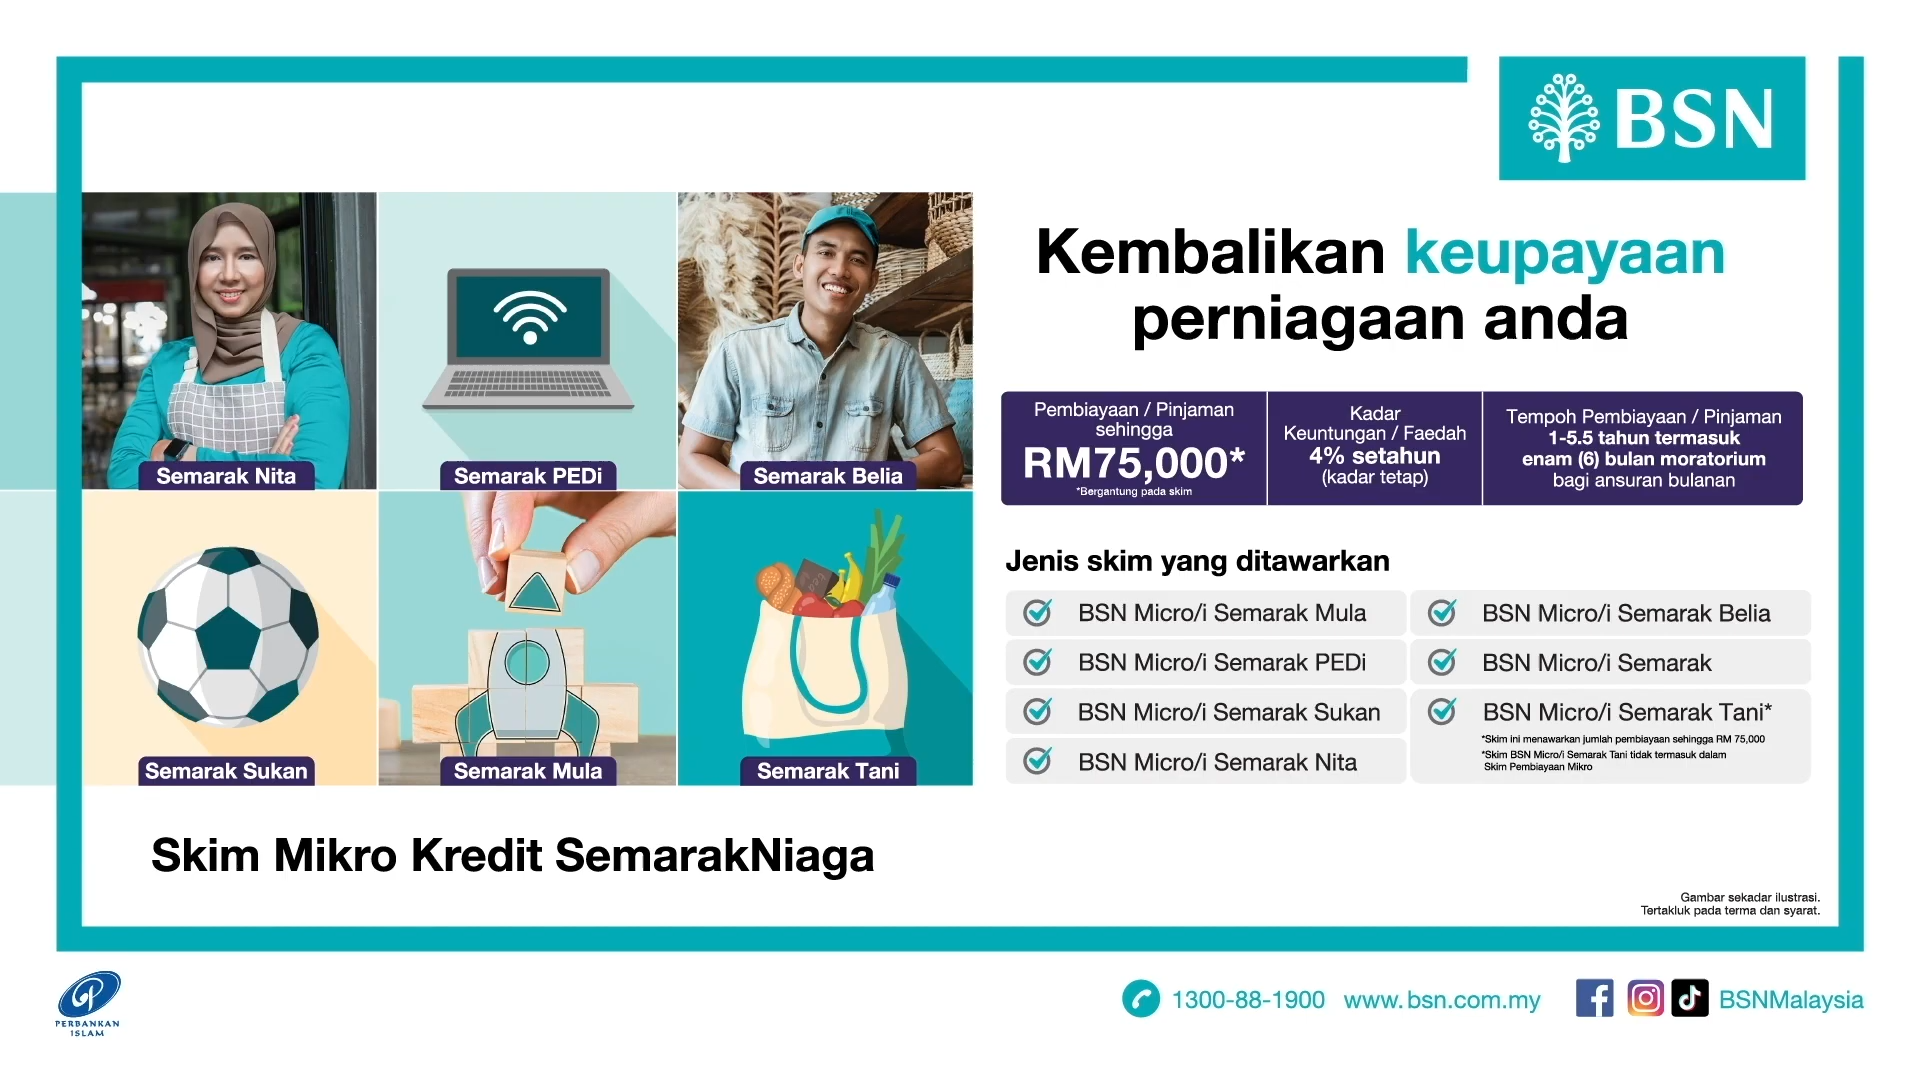 BSN
Kembalikan keupayaan
perniagaan anda
Semarak Nita
Semarak PEDi
Semarak Belia
Semarak Sukan
Semarak Mula
Semarak Tani
Skim Mikro Kredit SemarakNiaga
Pembiayaan / Pinjaman
sehingga
RM75,000*
*Bergantung pada skim
Kadar
Keuntungan / Faedah
4% setahun
(kadar tetap)
Tempoh Pembiayaan / Pinjaman
1-5.5 tahun termasuk
enam (6) bulan moratorium
bagi ansuran bulanan
Jenis skim yang ditawarkan
BSN Micro/i Semarak Mula
BSN Micro/i Semarak PEDi
BSN Micro/i Semarak Sukan
BSN Micro/i Semarak Nita
BSN Micro/i Semarak Belia
BSN Micro/i Semarak
BSN Micro/i Semarak Tani*
*Skim ini menawarkan jumlah pembiayaan sehingga RM 75,000
*Skim BSN Micro/i Semarak Tani tidak termasuk dalam
Skim Pembiayaan Mikro
Gambar sekadar ilustrasi.
Tertakluk pada terma dan syarat.
PERBANKAN
ISLAM
1300-88-1900 www.bsn.com.my BSNMalaysia